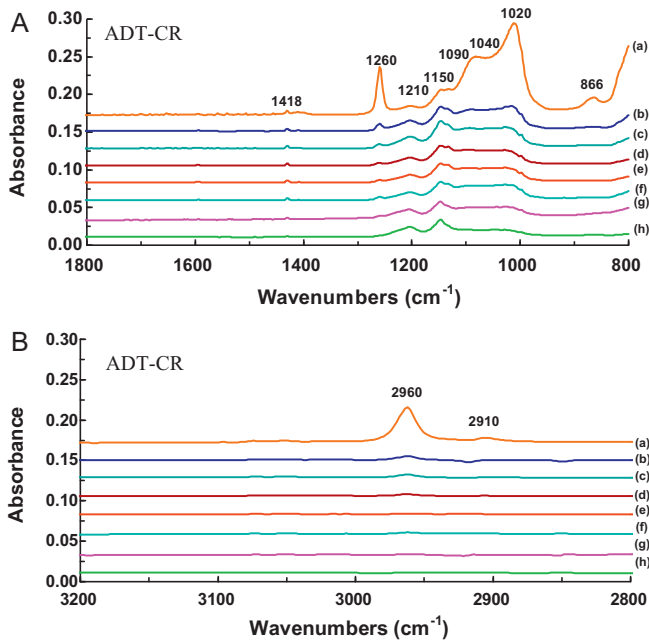 A
ADT-CR
1020
1040
1090
1260
1150
1210
1418
866
(a)
(b)
(c)
(d)
(e)
(f)
(g)
(h)
Absorbance
0.30
0.25
0.20
0.15
0.10
0.05
0.00
1800
1600
1400
1200
1000
800
Wavenumbers (cm⁻¹)
B
ADT-CR
2960
2910
(a)
(b)
(c)
(d)
(e)
(f)
(g)
(h)
Absorbance
0.30
0.25
0.20
0.15
0.10
0.05
0.00
3200
3100
3000
2900
2800
Wavenumbers (cm⁻¹)